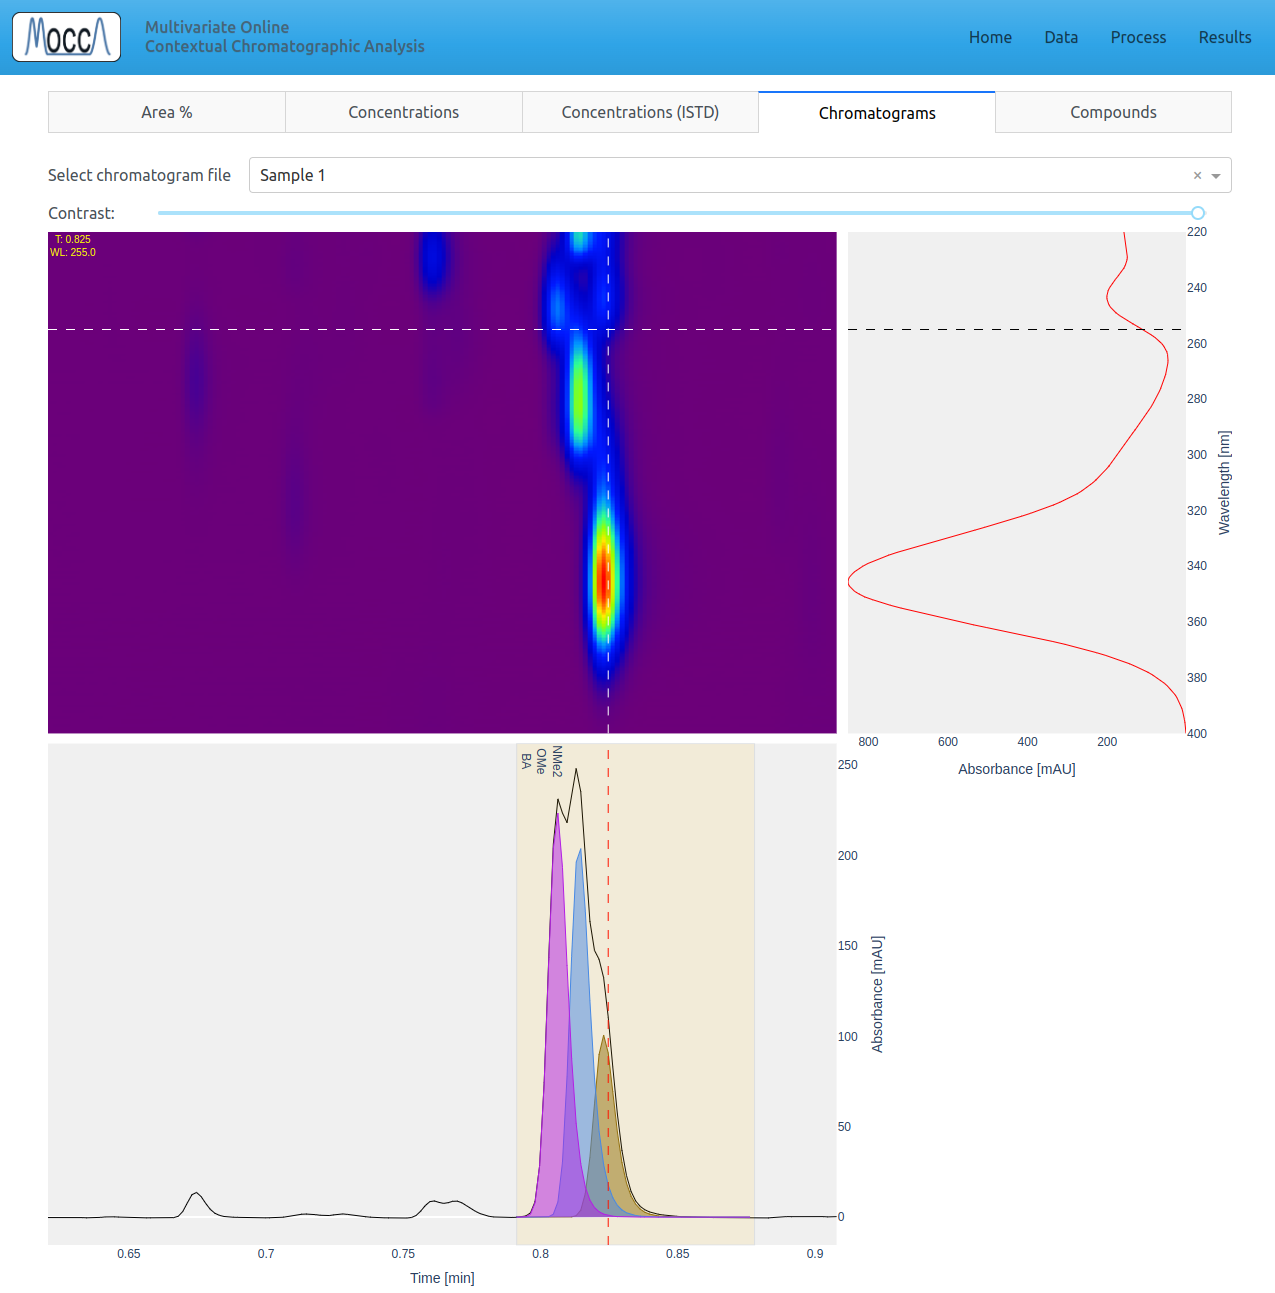 MOCCA
Multivariate Online
Contextual Chromatographic Analysis
Home
Data
Process
Results
Area %
Concentrations
Concentrations (ISTD)
Chromatograms
Compounds
Select chromatogram file
Sample 1
×
Contrast:
T: 0.825
WL: 255.0
220
240
260
280
300
320
340
360
380
400
Wavelength [nm]
800
600
400
200
Absorbance [mAU]
NMe2
OMe
BA
250
200
150
100
50
0
Absorbance [mAU]
0.65
0.7
0.75
0.8
0.85
0.9
Time [min]